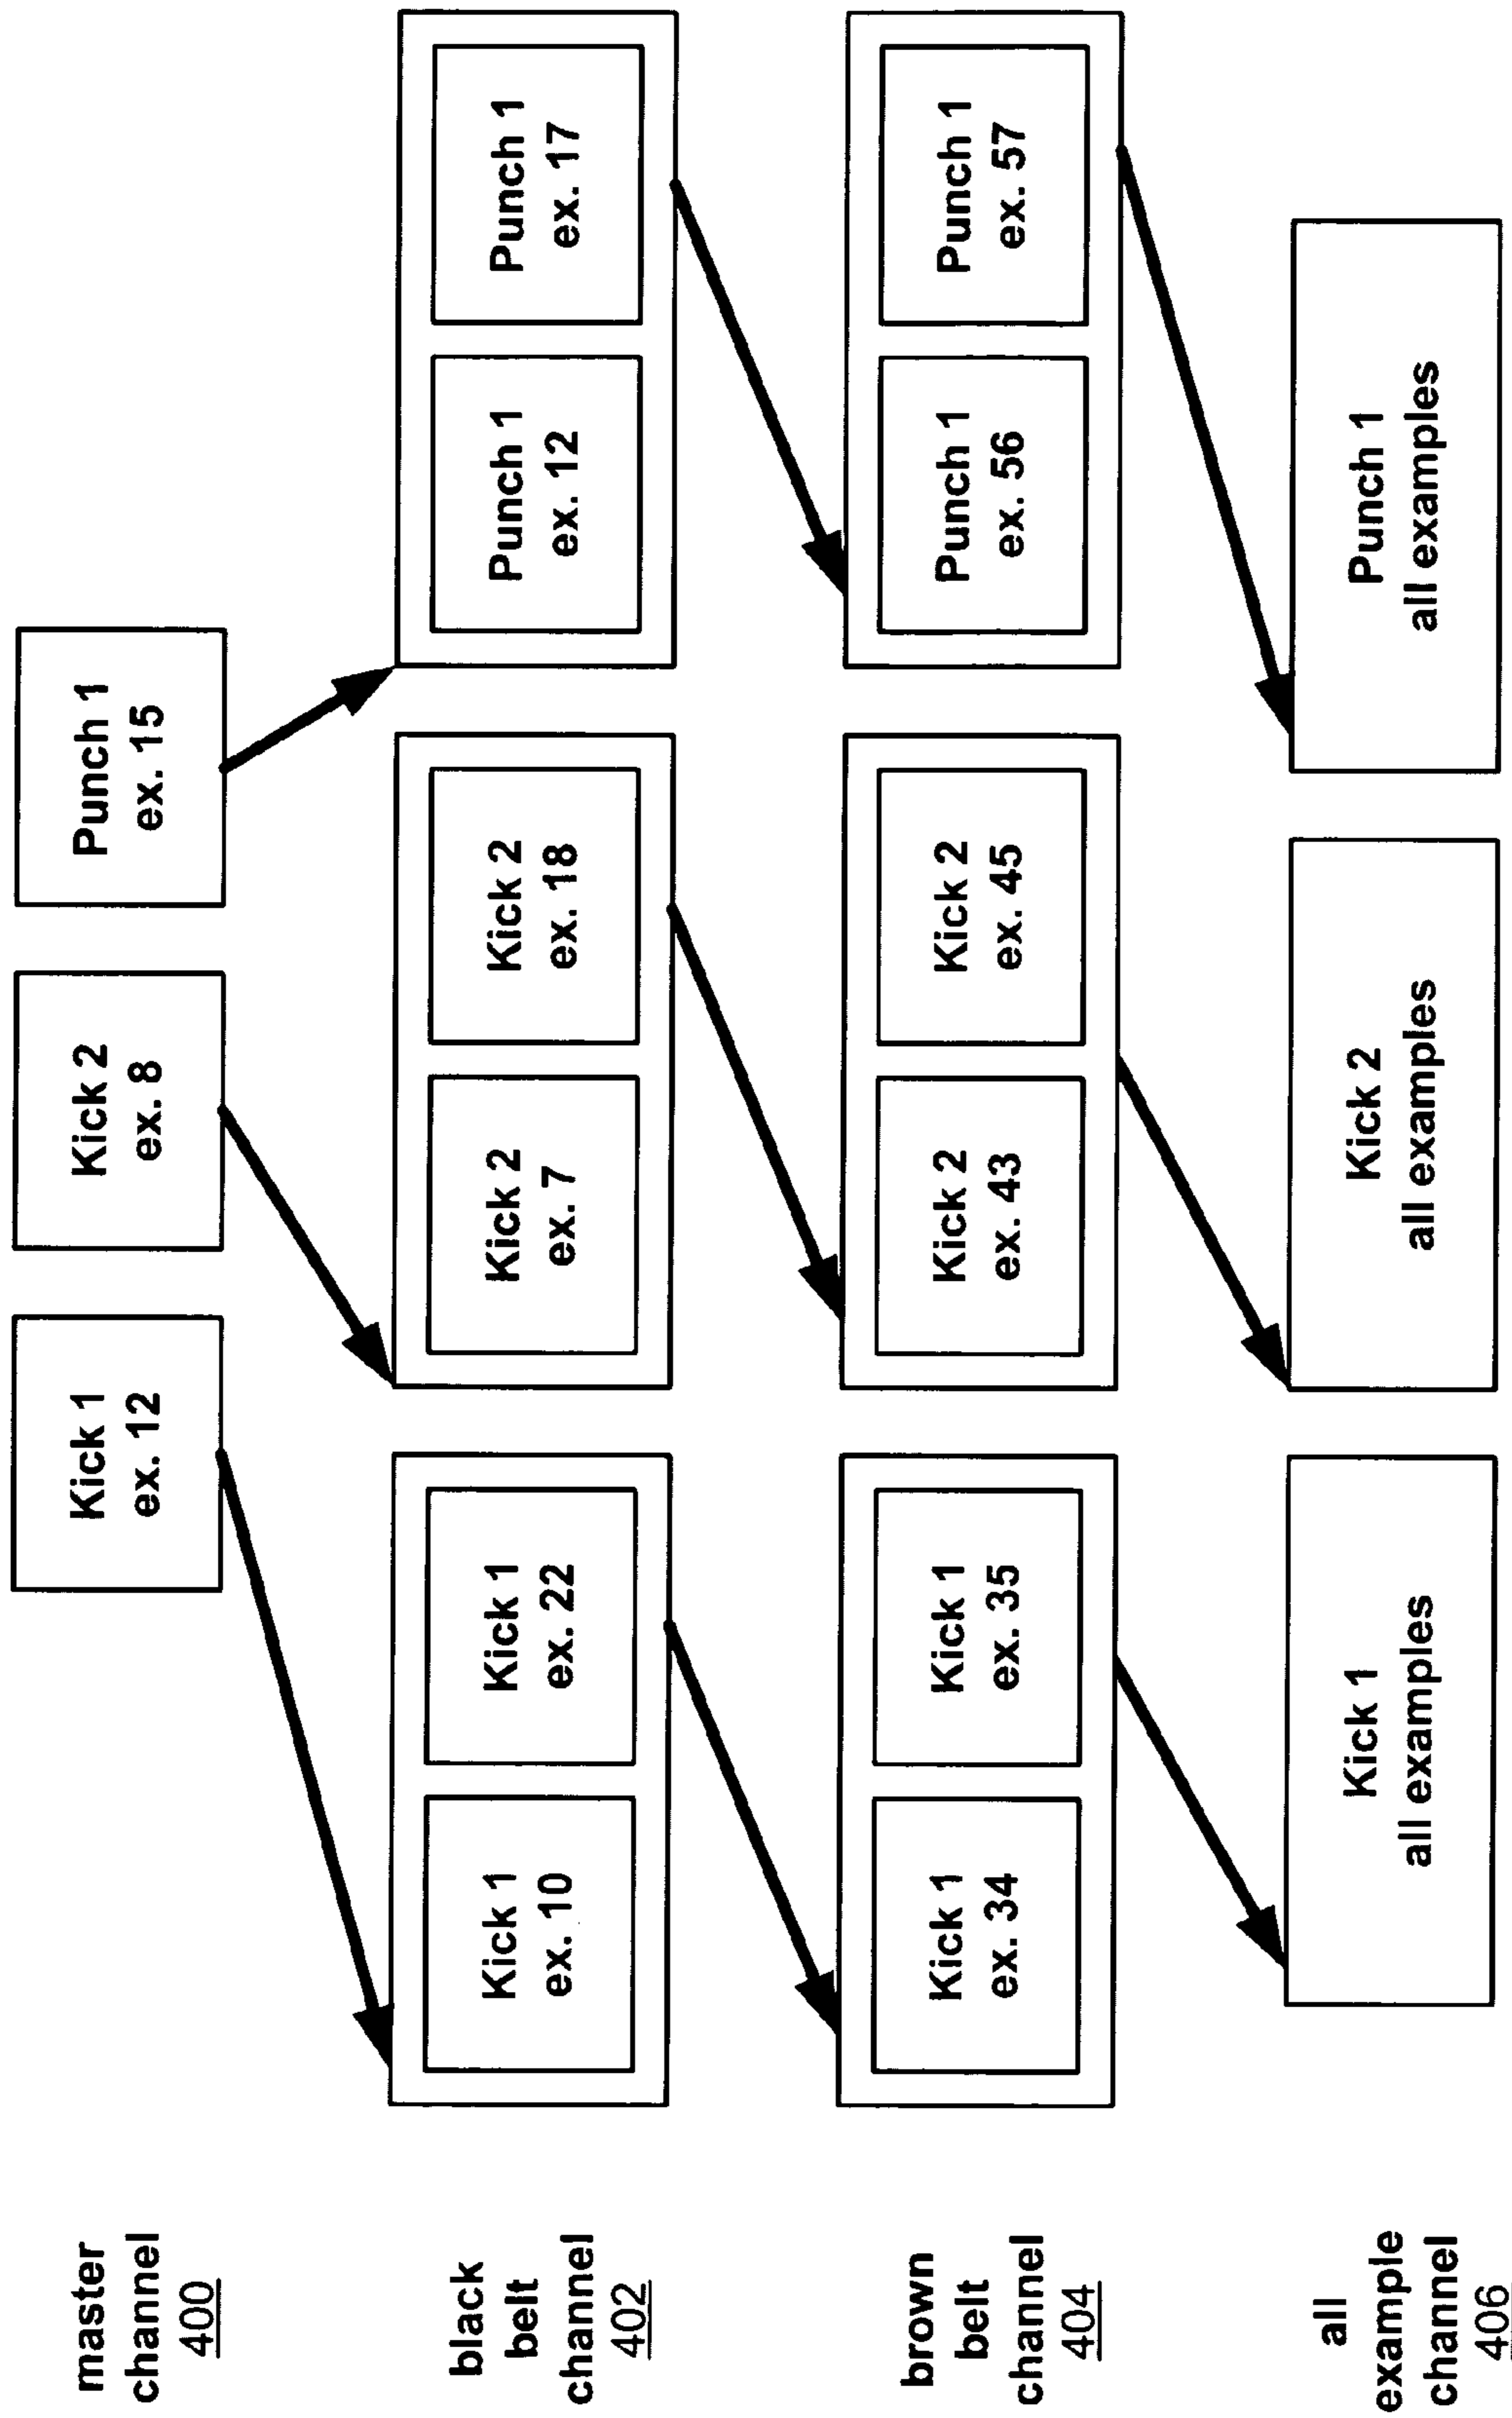 master
channel
400
Kick 1
ex. 12
Kick 2
ex. 8
Punch 1
ex. 15
black
belt
channel
402
Kick 1
ex. 10
Kick 1
ex. 22
Kick 2
ex. 7
Kick 2
ex. 18
Punch 1
ex. 12
Punch 1
ex. 17
brown
belt
channel
404
Kick 1
ex. 34
Kick 1
ex. 35
Kick 2
ex. 43
Kick 2
ex. 45
Punch 1
ex. 56
Punch 1
ex. 57
all
example
channel
406
Kick 1
all examples
Kick 2
all examples
Punch 1
all examples